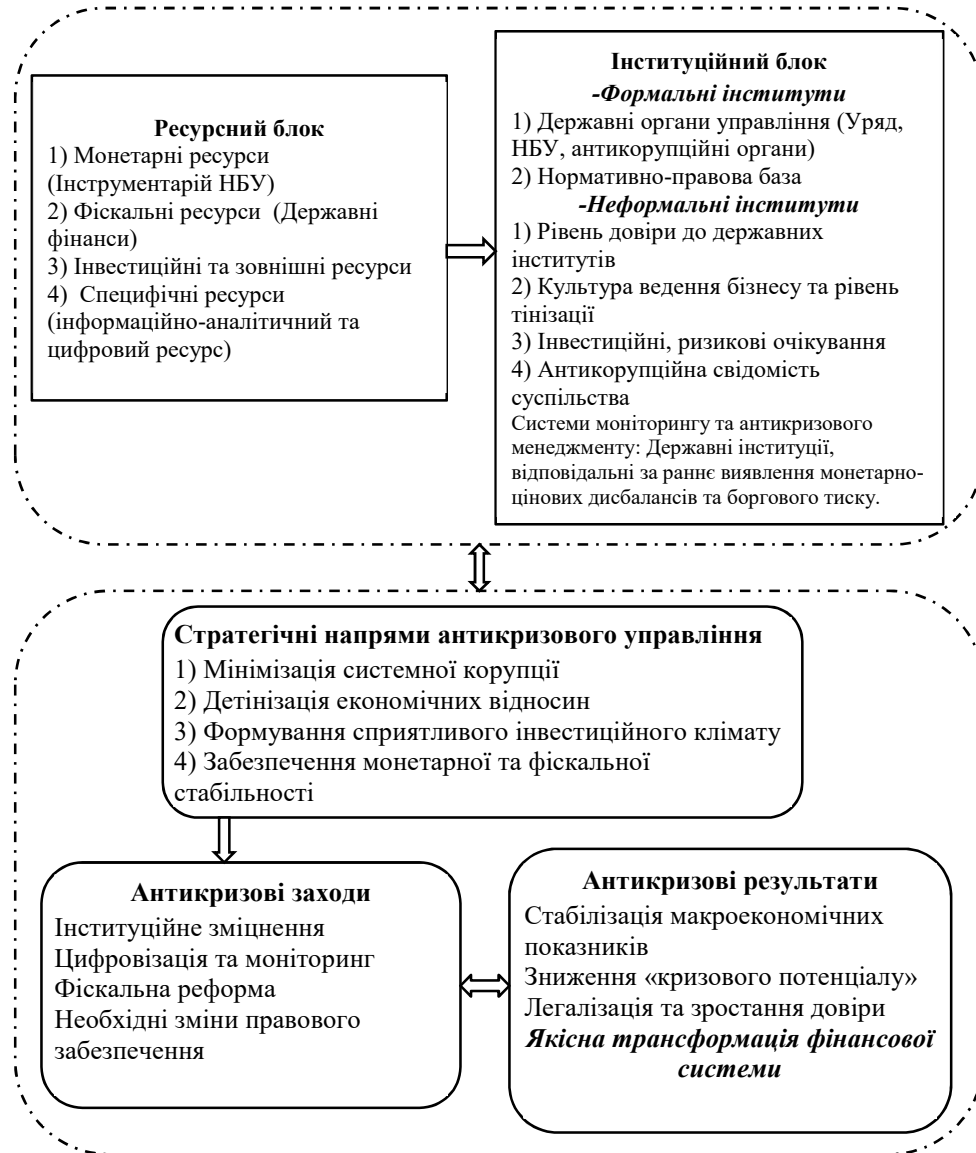 Ресурсний блок
1) Монетарні ресурси
(Інструментарій НБУ)
2) Фіскальні ресурси (Державні
фінанси)
3) Інвестиційні та зовнішні ресурси
4) Специфічні ресурси
(інформаційно-аналітичний та
цифровий ресурс)
Інституційний блок
-Формальні інститути
1) Державні органи управління (Уряд,
НБУ, антикорупційні органи)
2) Нормативно-правова база
-Неформальні інститути
1) Рівень довіри до державних
інститутів
2) Культура ведення бізнесу та рівень
тінізації
3) Інвестиційні, ризикові очікування
4) Антикорупційна свідомість
суспільства
Системи моніторингу та антикризового
менеджменту: Державні інституції,
відповідальні за раннє виявлення монетарно-
цінових дисбалансів та боргового тиску.
Стратегічні напрями антикризового управління
1) Мінімізація системної корупції
2) Детінізація економічних відносин
3) Формування сприятливого інвестиційного клімату
4) Забезпечення монетарної та фіскальної
стабільності
Антикризові заходи
Інституційне зміцнення
Цифровізація та моніторинг
Фіскальна реформа
Необхідні зміни правового
забезпечення
Антикризові результати
Стабілізація макроекономічних
показників
Зниження «кризового потенціалу»
Легалізація та зростання довіри
Якісна трансформація фінансової
системи